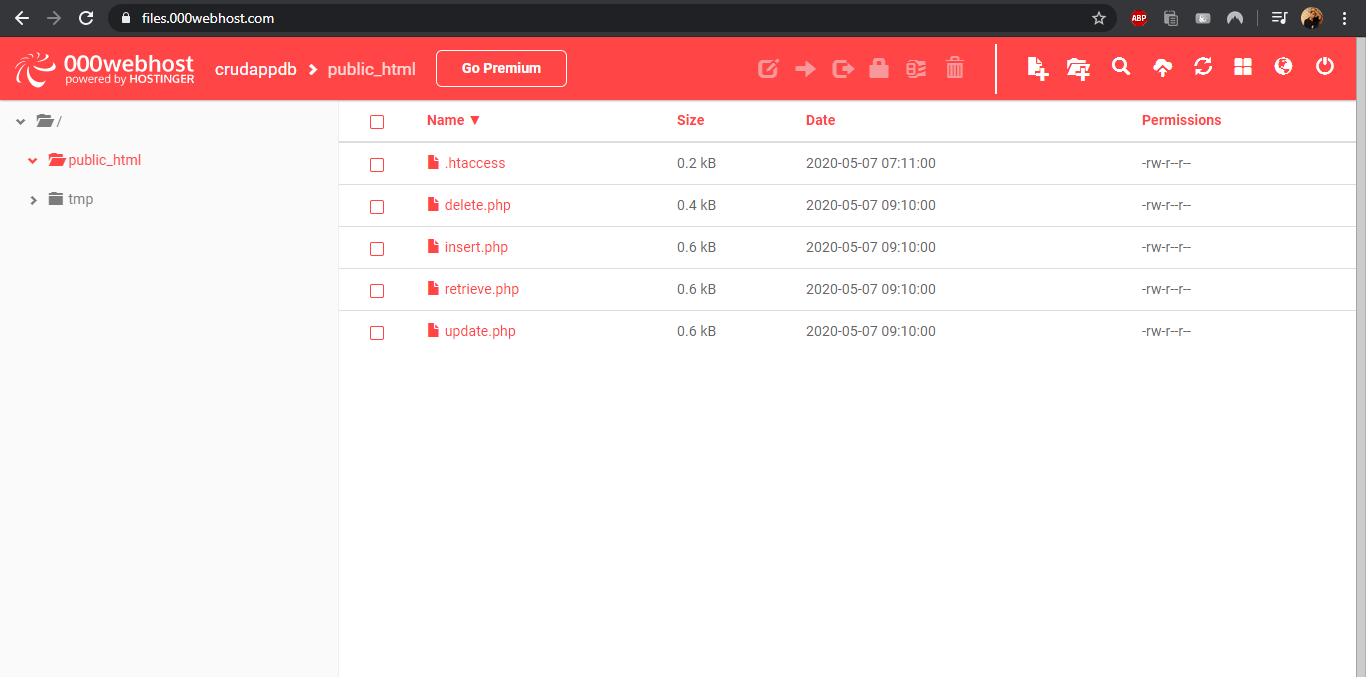 files.000webhost.com
ABP
000webhost
powered by HOSTINGER
crudappdb > public_html
Go Premium
/
public_html
tmp
Name ▼ Size Date Permissions
.htaccess 0.2 kB 2020-05-07 07:11:00 -rw-r--r--
delete.php 0.4 kB 2020-05-07 09:10:00 -rw-r--r--
insert.php 0.6 kB 2020-05-07 09:10:00 -rw-r--r--
retrieve.php 0.6 kB 2020-05-07 09:10:00 -rw-r--r--
update.php 0.6 kB 2020-05-07 09:10:00 -rw-r--r--